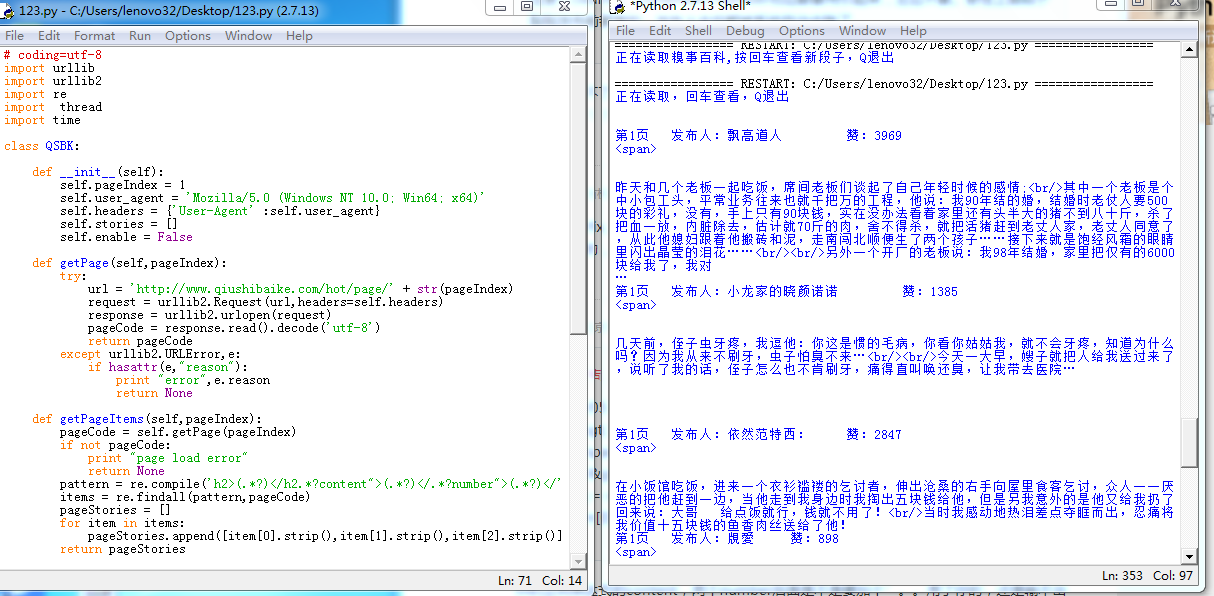 123.py - C:/Users/lenovo32/Desktop/123.py (2.7.13)
File Edit Format Run Options Window Help
# coding=utf-8
import urllib
import urllib2
import re
import  thread
import time
class QSBK:
def __init__(self):
self.pageIndex = 1
self.user_agent = 'Mozilla/5.0 (Windows NT 10.0; Win64; x64)'
self.headers = {'User-Agent' :self.user_agent}
self.stories = []
self.enable = False
def getPage(self,pageIndex):
try:
url = 'http://www.qiushibaike.com/hot/page/' + str(pageIndex)
request = urllib2.Request(url,headers=self.headers)
response = urllib2.urlopen(request)
pageCode = response.read().decode('utf-8')
return pageCode
except urllib2.URLError,e:
if hasattr(e,"reason"):
print "error",e.reason
return None
def getPageItems(self,pageIndex):
pageCode = self.getPage(pageIndex)
if not pageCode:
print "page load error"
return None
pattern = re.compile('h2>(.*?)</h2.*?content">(.*?)</.*?number">(.*?)</'
items = re.findall(pattern,pageCode)
pageStories = []
for item in items:
pageStories.append([item[0].strip(),item[1].strip(),item[2].strip()]
return pageStories
Ln: 71 Col: 14
*Python 2.7.13 Shell*
File Edit Shell Debug Options Window Help
================= RESTART: C:/Users/lenovo32/Desktop/123.py =================
正在读取糗事百科,按回车查看新段子，Q退出
================= RESTART: C:/Users/lenovo32/Desktop/123.py =================
正在读取，回车查看，Q退出
第1页 发布人：飘高道人 赞：3969
<span>
昨天和几个老板一起吃饭，席间老板们谈起了自己年轻时候的感情;<br/>其中一个老板是个
中小包工头，平常业务往来也就千把万的工程，他说：我90年结的婚，结婚时老仗人要500
块的彩礼，没有，手上只有90块钱，实在没办法看着家里还有头半大的猪不到八十斤，杀了
把血一放，内脏除去，估计就70斤的肉，舍不得杀，就把活猪赶到老丈人家，老丈人同意了
，从此他媳妇跟着他搬砖和泥，走南闯北顺便生了两个孩子……接下来就是饱经风霜的眼睛
里闪出晶莹的泪花……<br/><br/>另外一个开厂的老板说：我98年结婚，家里把仅有的6000
块给我了，我对
…
第1页 发布人：小龙家的晓颜诺诺 赞：1385
<span>
几天前，侄子虫牙疼，我逗他：你这是惯的毛病，你看你姑姑我，就不会牙疼，知道为什么
吗？因为我从来不刷牙，虫子怕臭不来…<br/><br/>今天一大早，嫂子就把人给我送过来了
，说听了我的话，侄子怎么也不肯刷牙，痛得直叫唤还臭，让我带去医院…
第1页 发布人：依然范特西： 赞：2847
<span>
在小饭馆吃饭，进来一个衣衫褴褛的乞讨者，伸出沧桑的右手向屋里食客乞讨，众人一一厌
恶的把他赶到一边，当他走到我身边时我掏出五块钱给他，但是另我意外的是他又给我扔了
回来说：大哥 给点饭就行，钱就不用了！<br/>当时我感动地热泪差点夺眶而出，忍痛将
我价值十五块钱的鱼香肉丝送给了他!
第1页 发布人： 赞：898
<span>
Ln: 353 Col: 97